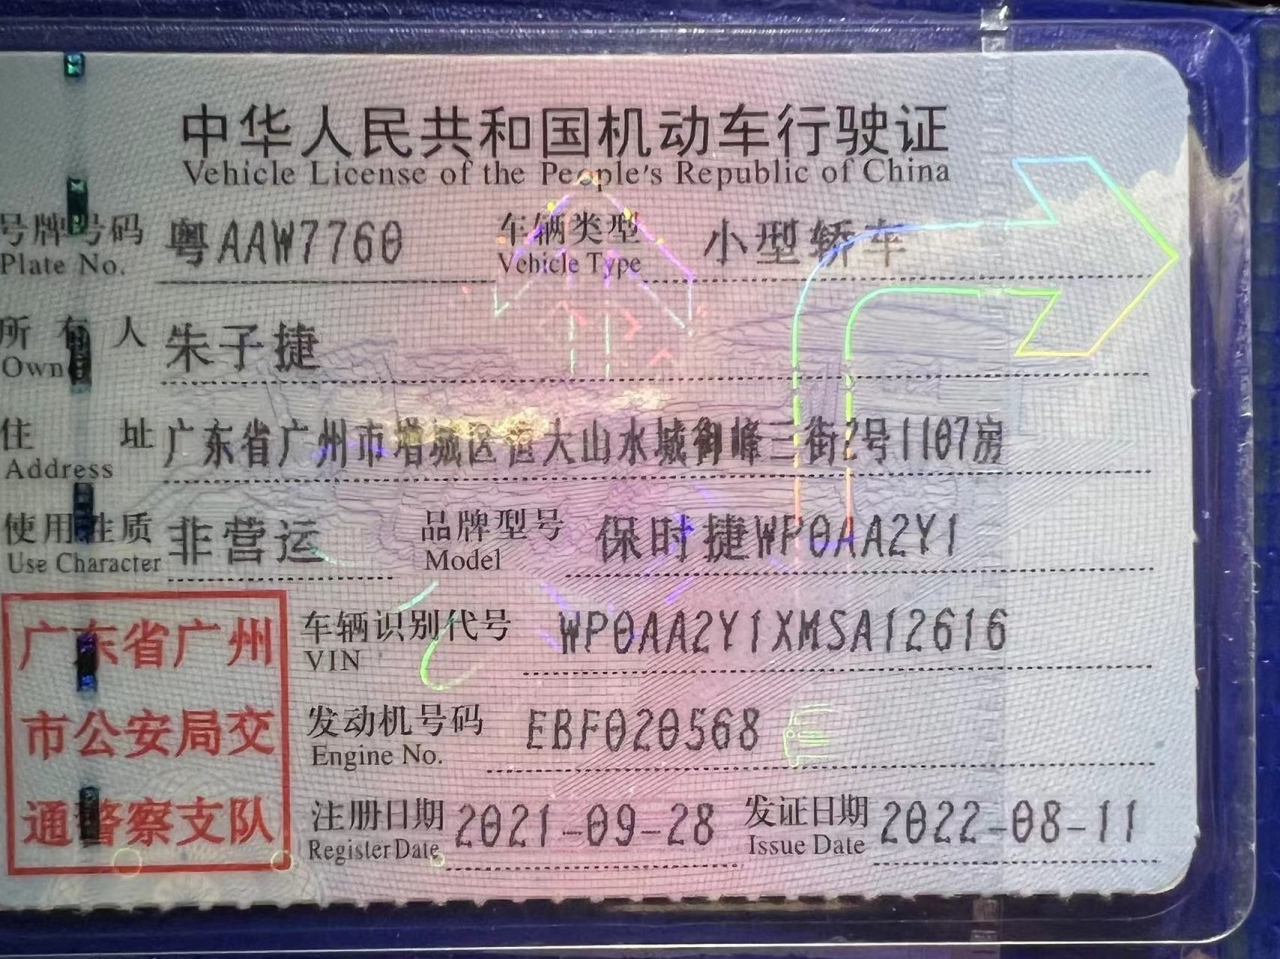 中华人民共和国机动车行驶证
Vehicle License of the People's Republic of China
号牌号码 粤AAW7760 车辆类型 小型轿车
Plate No. Vehicle Type
所有人 朱子捷
Own
住址 广东省广州市增城区恒大山水城御峰三街2号1107房
Address
使用性质 非营运 品牌型号 保时捷WP0AA2Y1
Use Character Model
车辆识别代号 WP0AA2Y1XMSA12616
VIN
发动机号码 EBF020568
Engine No.
注册日期 2021-09-28 发证日期 2022-08-11
Register Date Issue Date
广东省广州
市公安局交
通警察支队